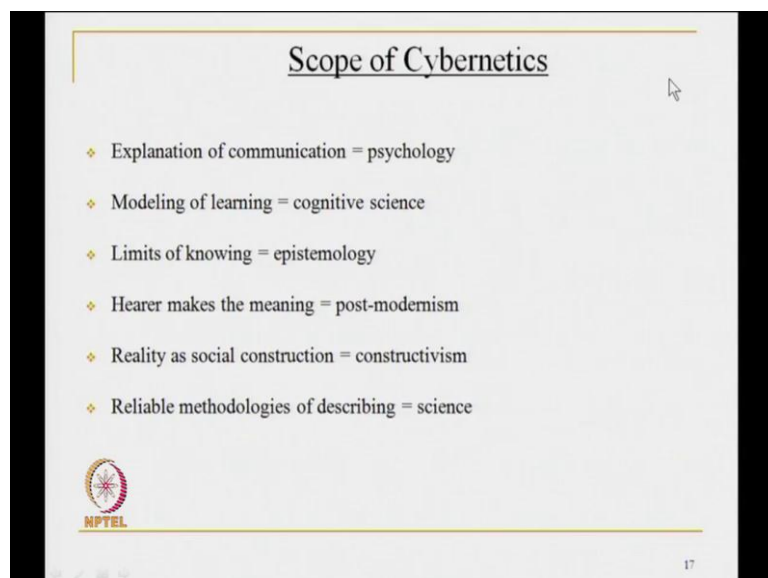 Scope of Cybernetics
Explanation of communication = psychology
Modeling of learning = cognitive science
Limits of knowing = epistemology
Hearer makes the meaning = post-modernism
Reality as social construction = constructivism
Reliable methodologies of describing = science
NPTEL
17